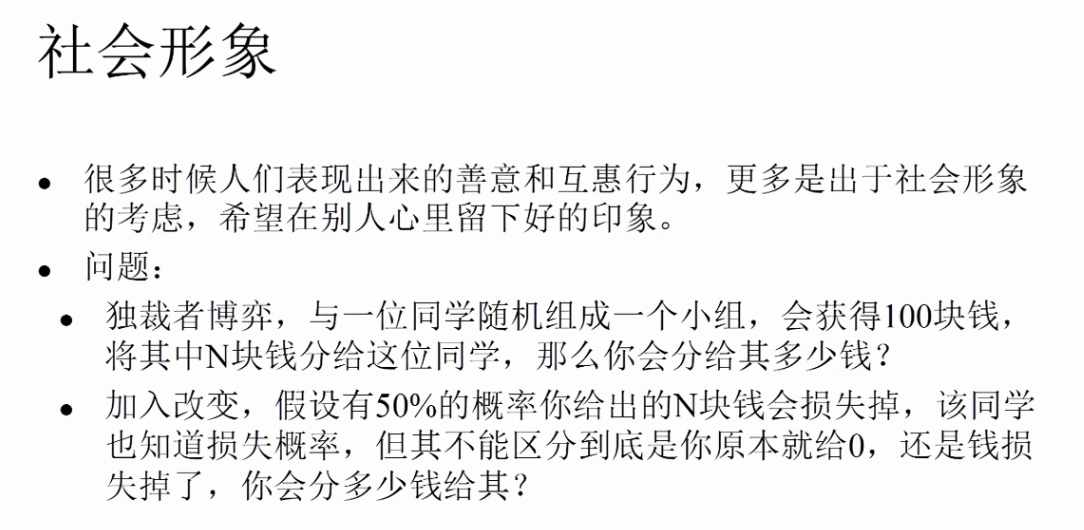 社会形象
• 很多时候人们表现出来的善意和互惠行为，更多是出于社会形象
的考虑，希望在别人心里留下好的印象。
• 问题：
• 独裁者博弈，与一位同学随机组成一个小组，会获得100块钱，
将其中N块钱分给这位同学，那么你会分给其多少钱？
• 加入改变，假设有50%的概率你给出的N块钱会损失掉，该同学
也知道损失概率，但其不能区分到底是你原本就给0，还是钱损
失掉了，你会分多少钱给其？